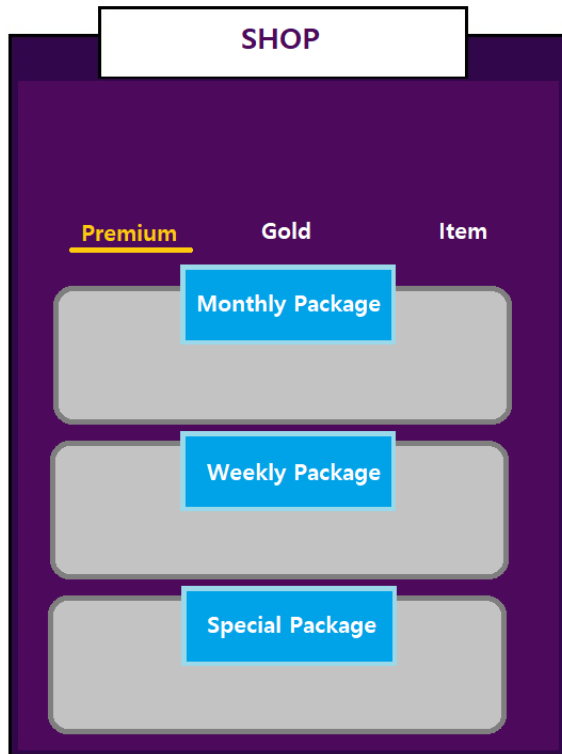 SHOP
Premium Gold Item
Monthly Package
Weekly Package
Special Package